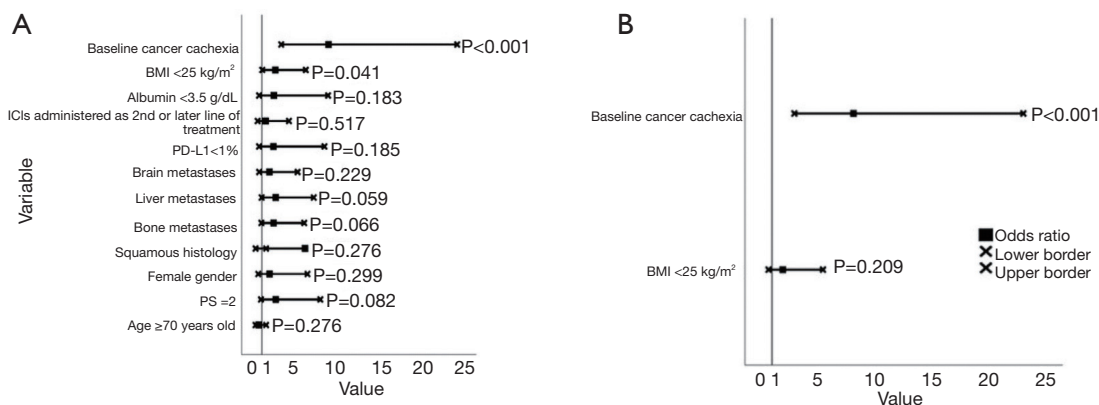 A
Baseline cancer cachexia
P<0.001
BMI <25 kg/m²
P=0.041
Albumin <3.5 g/dL
P=0.183
ICIs administered as 2nd or later line of
treatment
P=0.517
PD-L1<1%
P=0.185
Brain metastases
P=0.229
Liver metastases
P=0.059
Bone metastases
P=0.066
Squamous histology
P=0.276
Female gender
P=0.299
PS =2
P=0.082
Age ≥70 years old
P=0.276
Variable
0 1 5 10 15 20 25
Value
B
Baseline cancer cachexia
P<0.001
BMI <25 kg/m²
P=0.209
Odds ratio
Lower border
Upper border
0 1 5 10 15 20 25
Value